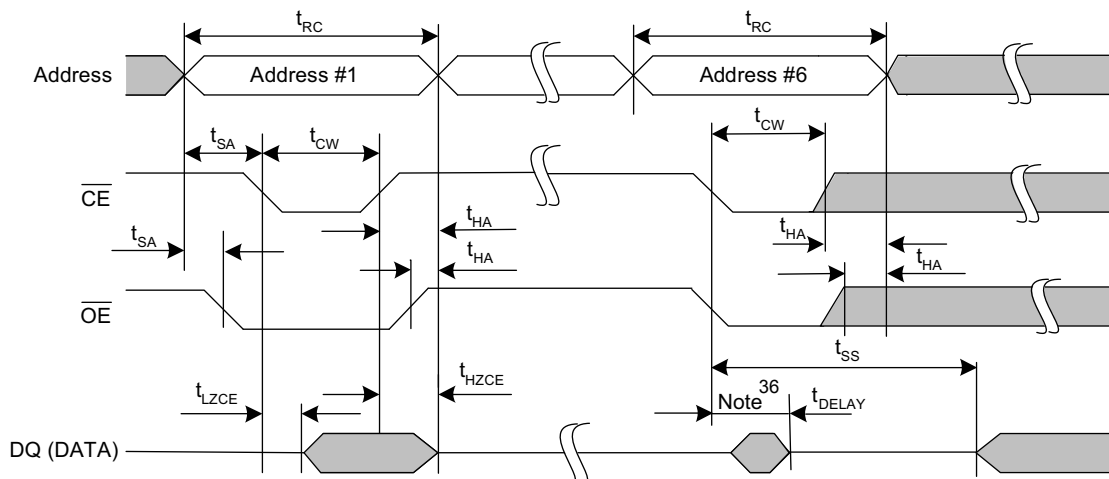 tRC tRC
Address Address #1 Address #6
tSA tCW tCW
CE
tHA
tSA tHA tHA
tHA
OE
tSS
tLZCE tHZCE Note36 tDELAY
DQ (DATA)